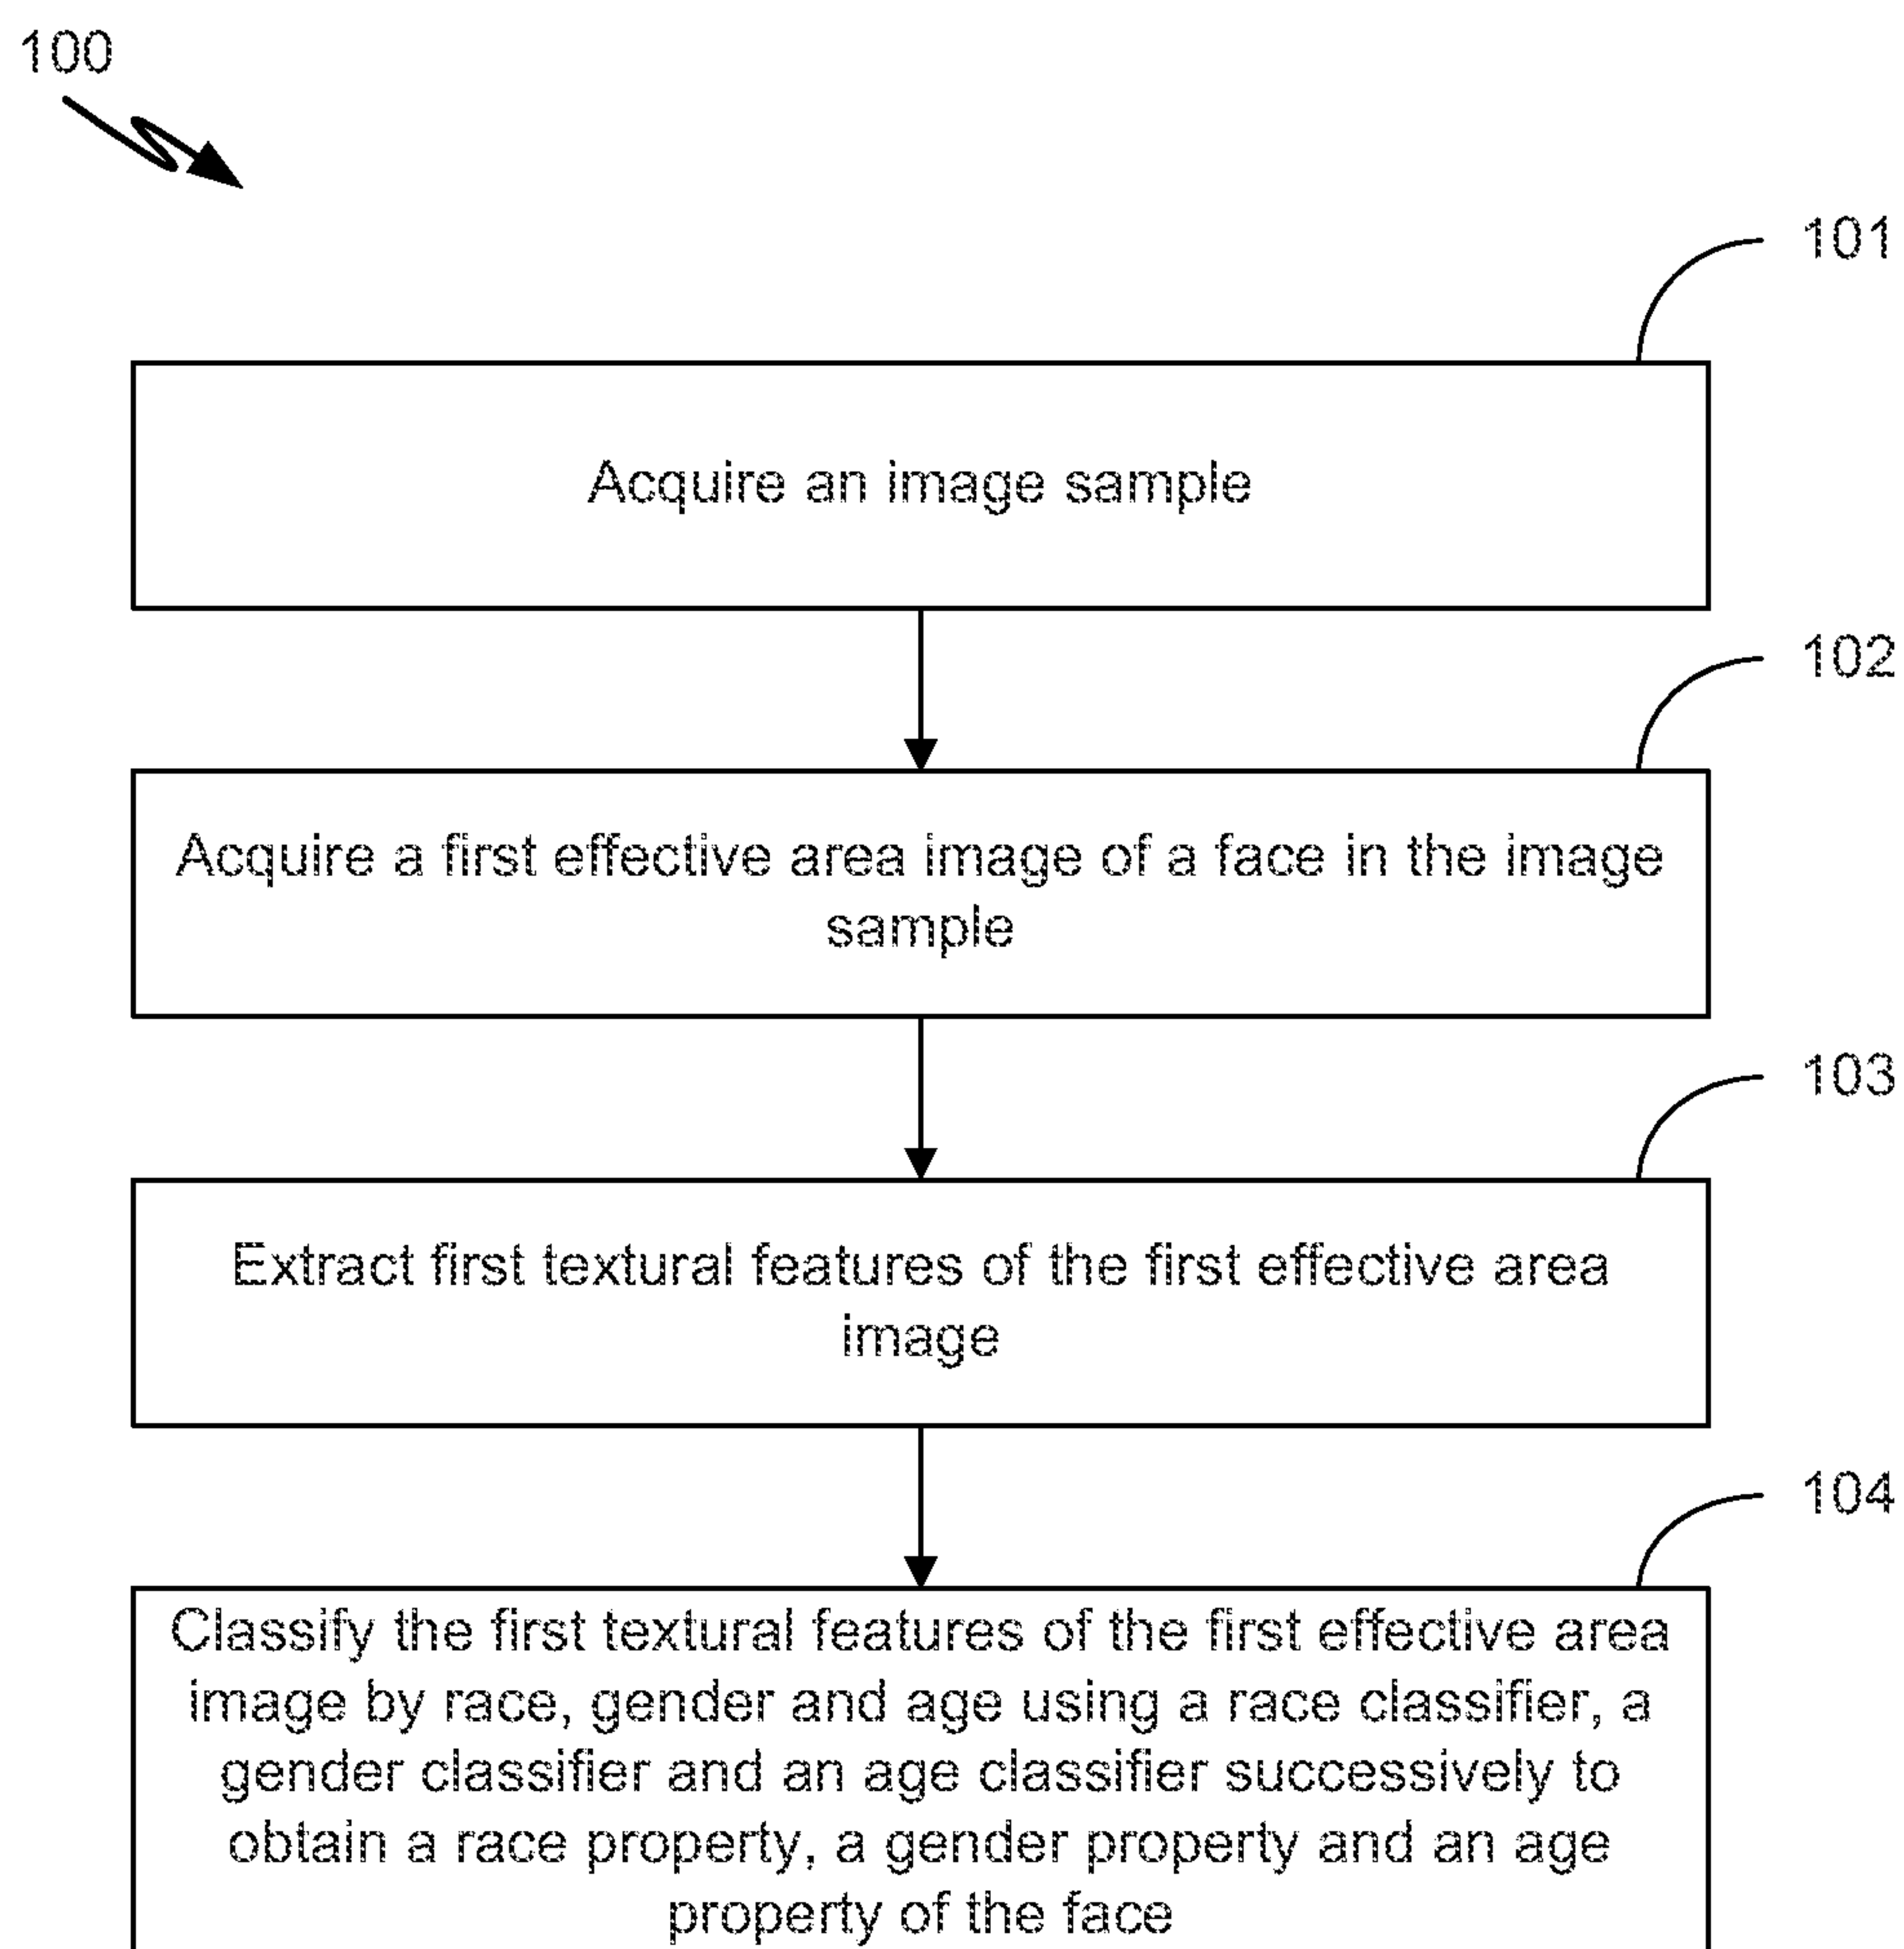 100
101
Acquire an image sample
102
Acquire a first effective area image of a face in the image
sample
103
Extract first textural features of the first effective area
image
104
Classify the first textural features of the first effective area
image by race, gender and age using a race classifier, a
gender classifier and an age classifier successively to
obtain a race property, a gender property and an age
property of the face